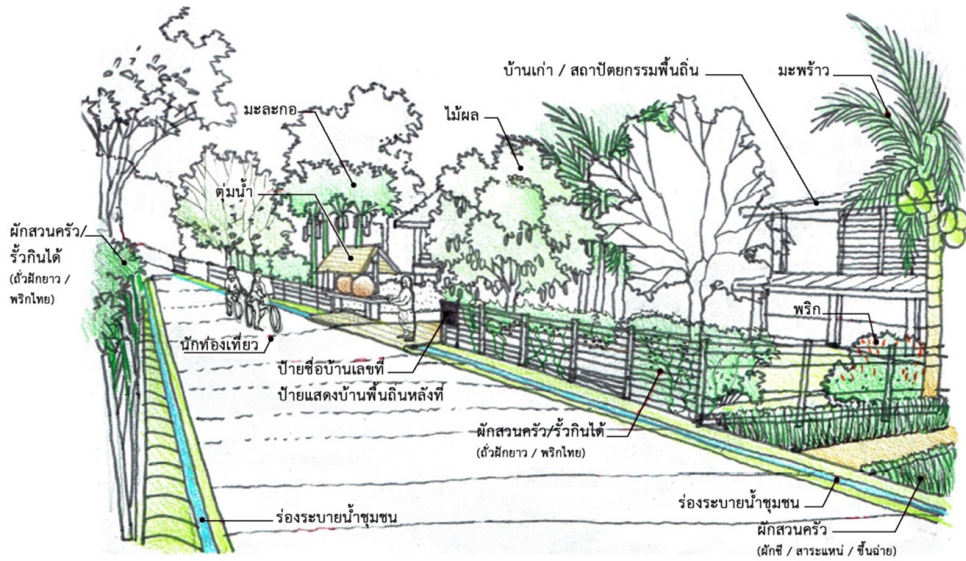 บ้านเก่า / สถาปัตยกรรมพื้นถิ่น
มะพร้าว
มะละกอ
ไม้ผล
ตุ่มน้ำ
ผักสวนครัว/
รั้วกินได้
(ถั่วฝักยาว /
พริกไทย)
พริก
นักท่องเที่ยว
ป้ายชื่อบ้านเลขที่
ป้ายแสดงบ้านพื้นถิ่นหลังที่
ผักสวนครัว/รั้วกินได้
(ถั่วฝักยาว / พริกไทย)
ร่องระบายน้ำชุมชน
ร่องระบายน้ำชุมชน
ผักสวนครัว
(ผักชี / สาระแหน่ / ขึ้นฉ่าย)